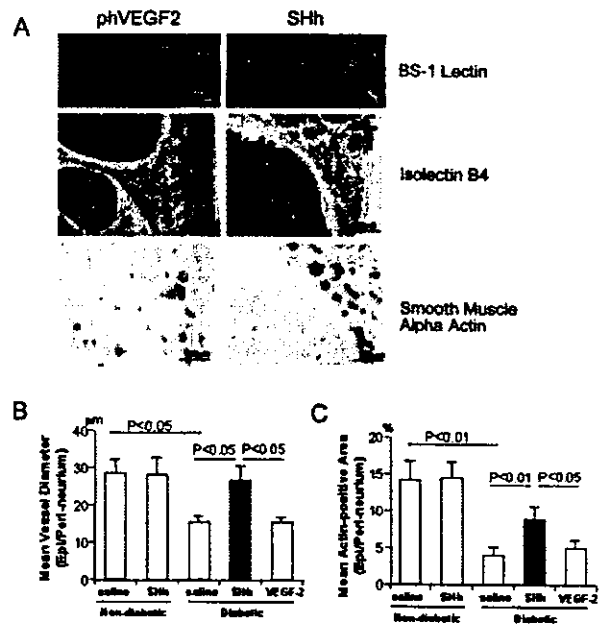 A
phVEGF2 SHh
BS-1 Lectin
Isolectin B4
Smooth Muscle
Alpha Actin
B
μm
Mean Vessel Diameter
(Epi/Peri-neurium)
40
30
20
10
0
P<0.05
P<0.05 P<0.05
saline SHh saline SHh VEGF-2
Non-diabetic Diabetic
C
%
Mean Actin-positive Area
(Epi/Peri-neurium)
20
15
10
5
0
P<0.01
P<0.01 P<0.05
saline SHh saline SHh VEGF-2
Non-diabetic Diabetic